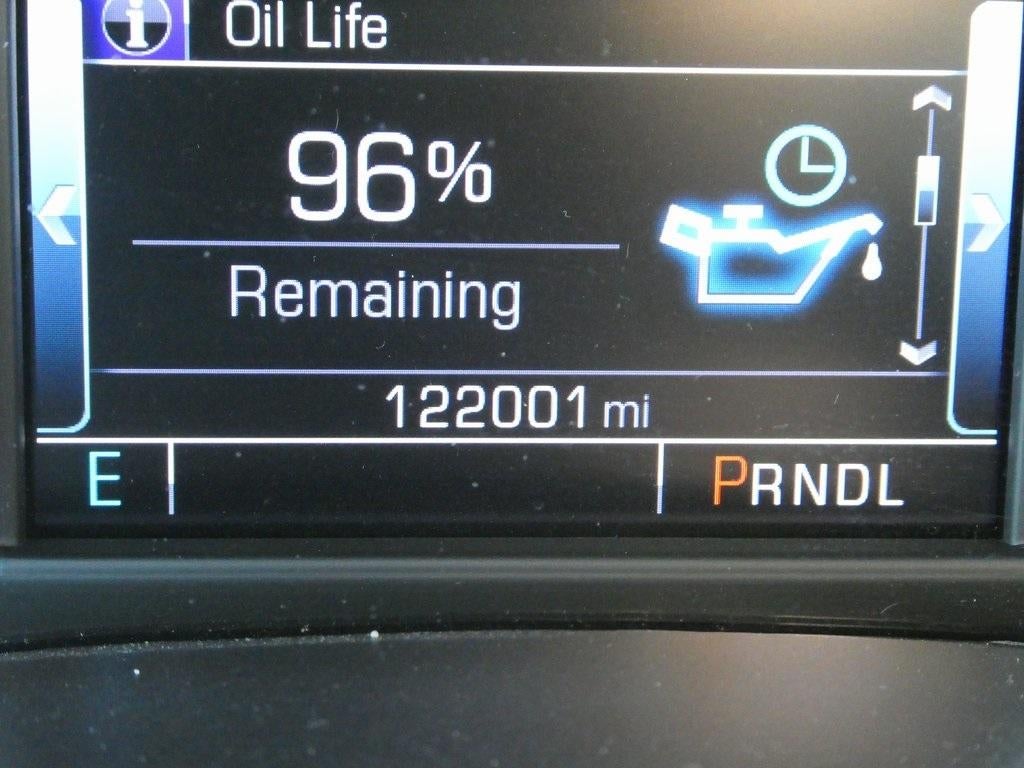 i Oil Life
96%
Remaining
122001 mi
E PRNDL